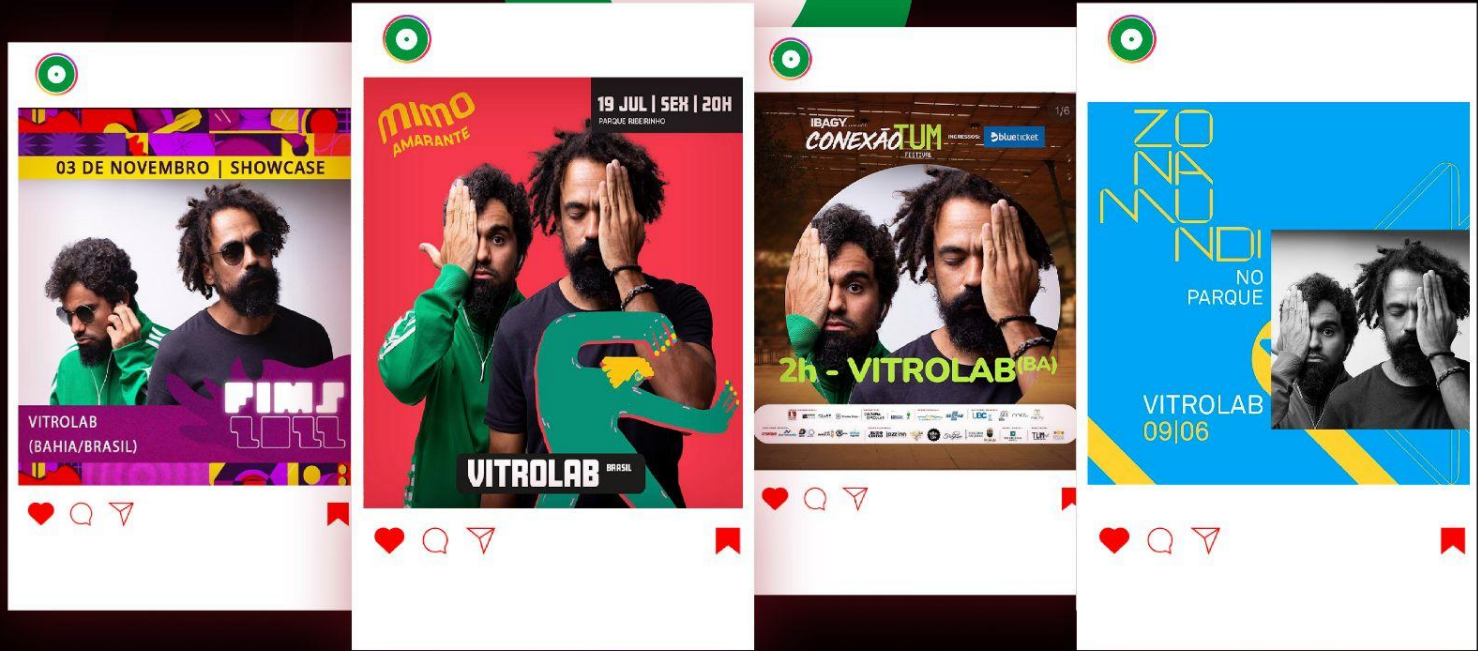 03 DE NOVEMBRO | SHOWCASE
FIMS
2022
VITROLAB
(BAHIA/BRASIL)
MIMO
AMARANTE
19 JUL | SEX | 20H
PARQUE RIBEIRINHO
VITROLAB BRASIL
1/6
IBAGY
CONEXÃO TUM
FESTIVAL
INGRESSOS:
blueticket
2h - VITROLAB(BA)
UBC
TUM
ZO
NA
MU
NDI
NO
PARQUE
VITROLAB
09|06